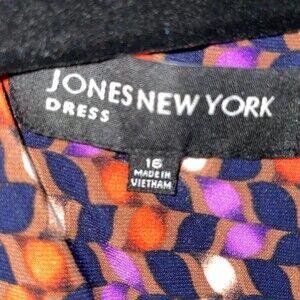 JONES NEW YORK
DRESS
16
MADE IN
VIETNAM